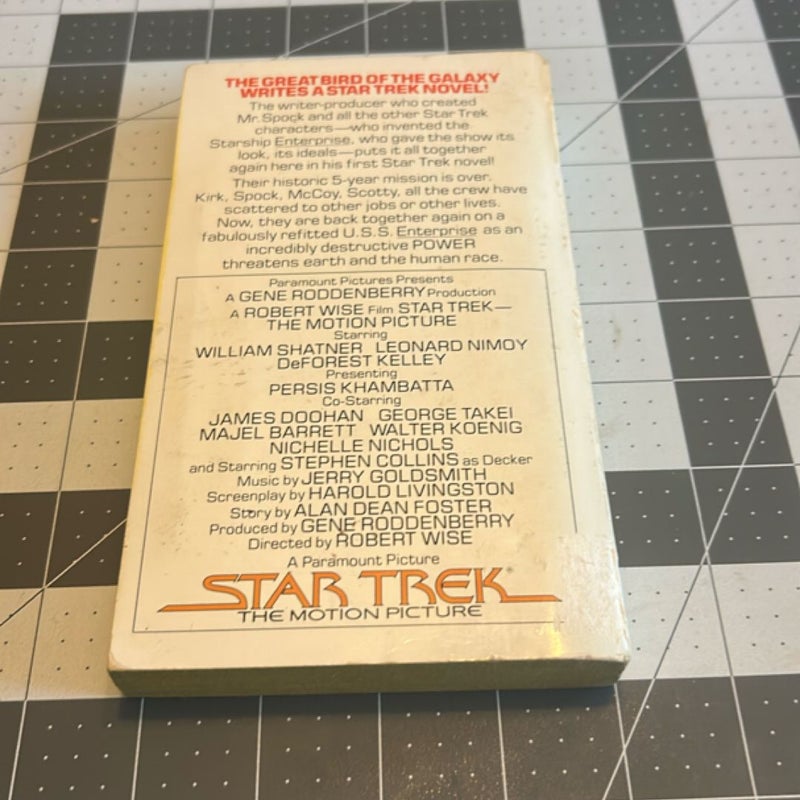 THE GREAT BIRD OF THE GALAXY
WRITES A STAR TREK NOVEL!
The writer-producer who created
Mr. Spock and all the other Star Trek
characters—who invented the
Starship Enterprise, who gave the show its
look, its ideals—puts it all together
again here in his first Star Trek novel!
Their historic 5-year mission is over.
Kirk, Spock, McCoy, Scotty, all the crew have
scattered to other jobs or other lives.
Now, they are back together again on a
fabulously refitted U.S.S. Enterprise as an
incredibly destructive POWER
threatens earth and the human race.
Paramount Pictures Presents
A GENE RODDENBERRY Production
A ROBERT WISE Film STAR TREK—
THE MOTION PICTURE
Starring
WILLIAM SHATNER LEONARD NIMOY
DeFOREST KELLEY
Presenting
PERSIS KHAMBATTA
Co-Starring
JAMES DOOHAN GEORGE TAKEI
MAJEL BARRETT WALTER KOENIG
NICHELLE NICHOLS
and Starring STEPHEN COLLINS as Decker
Music by JERRY GOLDSMITH
Screenplay by HAROLD LIVINGSTON
Story by ALAN DEAN FOSTER
Produced by GENE RODDENBERRY
Directed by ROBERT WISE
A Paramount Picture
STAR TREK®
THE MOTION PICTURE